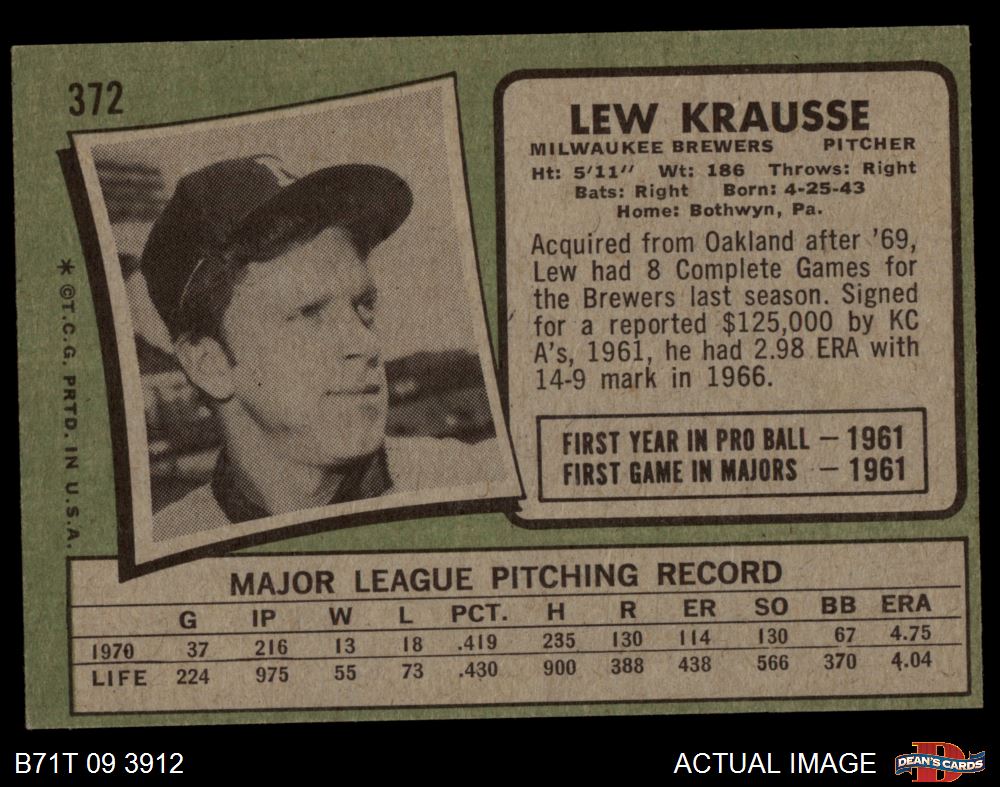 372
LEW KRAUSSE
MILWAUKEE BREWERS PITCHER
Ht: 5'11" Wt: 186 Throws: Right
Bats: Right Born: 4-25-43
Home: Bothwyn, Pa.
Acquired from Oakland after '69,
Lew had 8 Complete Games for
the Brewers last season. Signed
for a reported $125,000 by KC
A's, 1961, he had 2.98 ERA with
14-9 mark in 1966.
FIRST YEAR IN PRO BALL — 1961
FIRST GAME IN MAJORS — 1961
* ©T.C.G. PRTD. IN U.S.A.
MAJOR LEAGUE PITCHING RECORD
G IP W L PCT. H R ER SO BB ERA
1970 37 216 13 18 .419 235 130 114 130 67 4.75
LIFE 224 975 55 73 .430 900 388 438 566 370 4.04
B71T 09 3912
ACTUAL IMAGE
D
DEAN'S CARDS